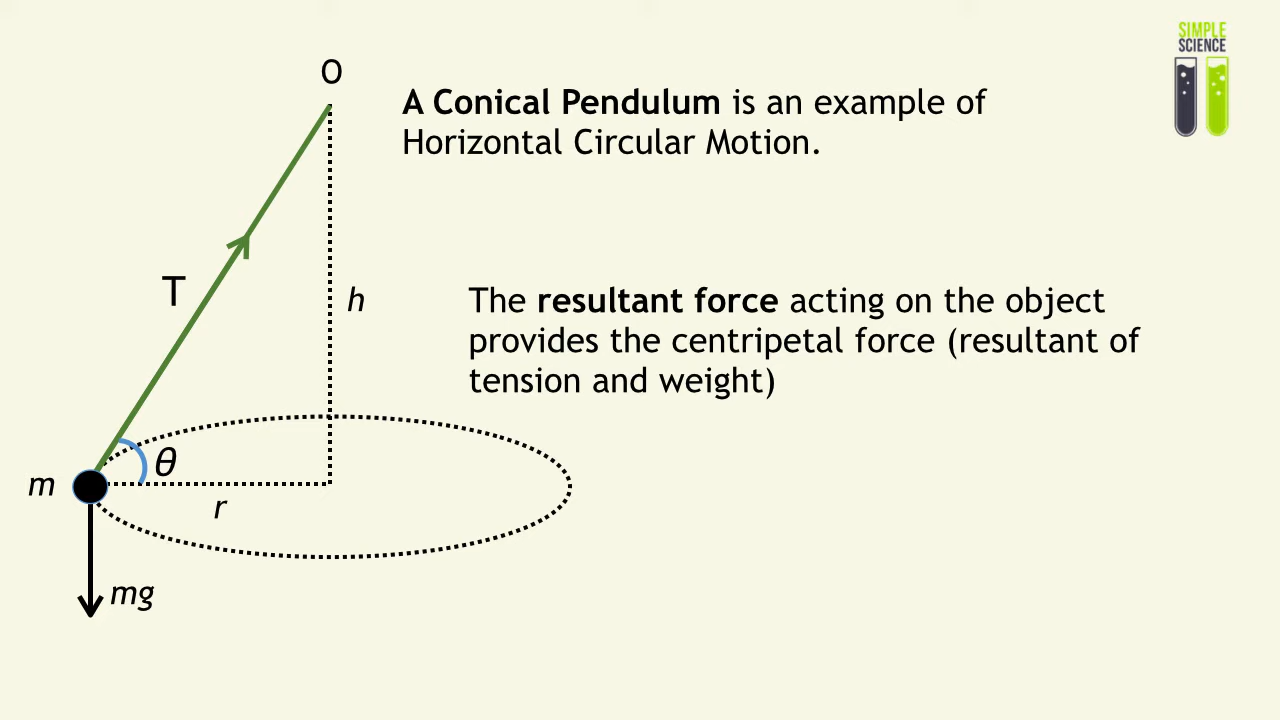 SIMPLE
SCIENCE
O
A Conical Pendulum is an example of
Horizontal Circular Motion.
T
h
The resultant force acting on the object
provides the centripetal force (resultant of
tension and weight)
θ
m
r
mg